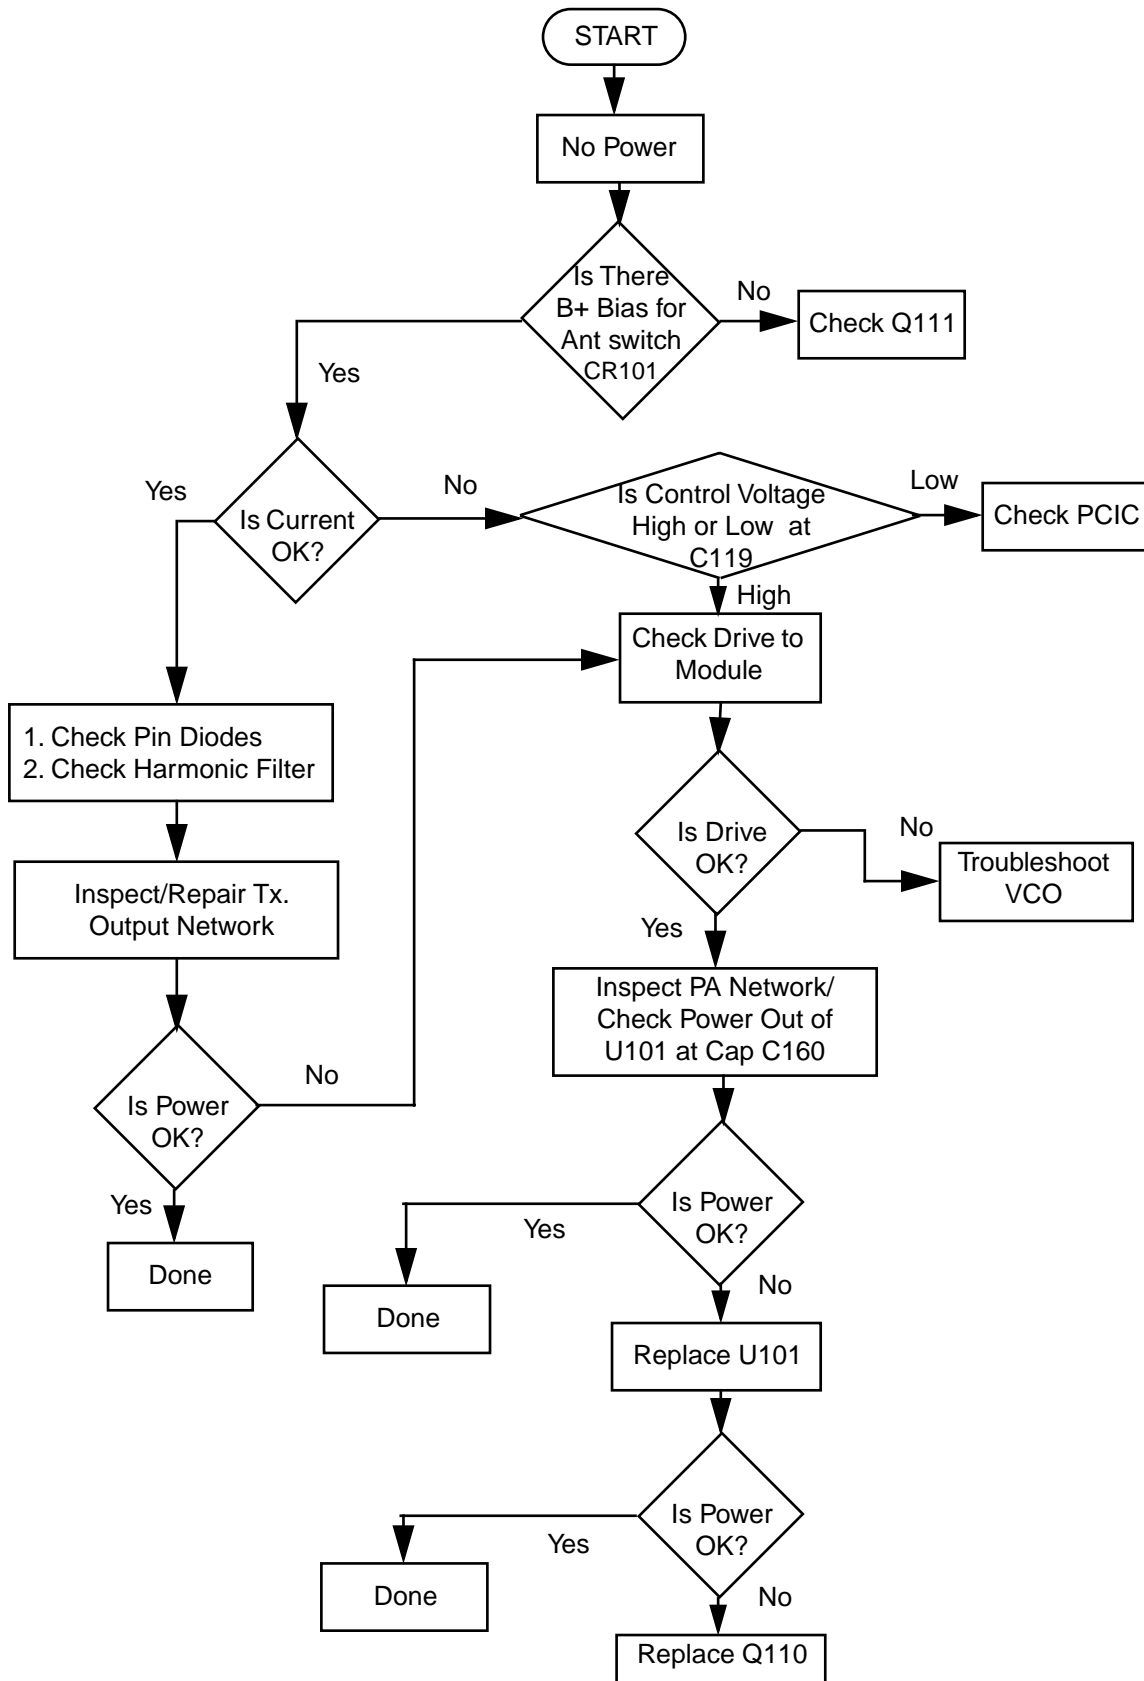 START
No Power
Is There
B+ Bias for
Ant switch
CR101
No
Check Q111
Yes
Is Current
OK?
Yes
No
Is Control Voltage
High or Low at
C119
Low
Check PCIC
High
Check Drive to
Module
1. Check Pin Diodes
2. Check Harmonic Filter
Is Drive
OK?
No
Troubleshoot
VCO
Inspect/Repair Tx.
Output Network
Yes
Inspect PA Network/
Check Power Out of
U101 at Cap C160
Is Power
OK?
No
Yes
Done
Is Power
OK?
Yes
Done
No
Replace U101
Is Power
OK?
Yes
Done
No
Replace Q110